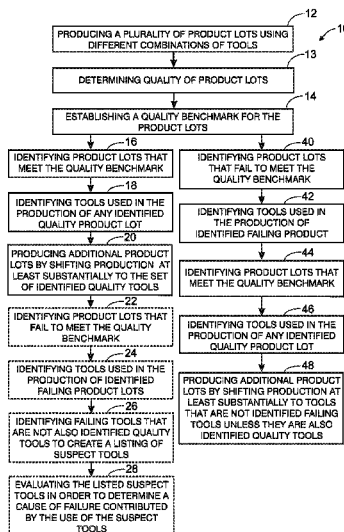 12
PRODUCING A PLURALITY OF PRODUCT LOTS USING
DIFFERENT COMBINATIONS OF TOOLS
10
13
DETERMINING QUALITY OF PRODUCT LOTS
14
ESTABLISHING A QUALITY BENCHMARK FOR THE
PRODUCT LOTS
16
IDENTIFYING PRODUCT LOTS THAT
MEET THE QUALITY BENCHMARK
18
IDENTIFYING TOOLS USED IN THE
PRODUCTION OF ANY IDENTIFIED
QUALITY PRODUCT LOT
20
PRODUCING ADDITIONAL PRODUCT
LOTS BY SHIFTING PRODUCTION AT
LEAST SUBSTANTIALLY TO THE SET
OF IDENTIFIED QUALITY TOOLS
22
IDENTIFYING PRODUCT LOTS THAT
FAIL TO MEET THE QUALITY
BENCHMARK
24
IDENTIFYING TOOLS USED IN THE
PRODUCTION OF IDENTIFIED
FAILING PRODUCT LOTS
26
IDENTIFYING FAILING TOOLS THAT
ARE NOT ALSO IDENTIFIED QUALITY
TOOLS TO CREATE A LISTING OF
SUSPECT TOOLS
28
EVALUATING THE LISTED SUSPECT
TOOLS IN ORDER TO DETERMINE A
CAUSE OF FAILURE CONTRIBUTED
BY THE USE OF THE SUSPECT
TOOLS
40
IDENTIFYING PRODUCT LOTS
THAT FAIL TO MEET THE QUALITY
BENCHMARK
42
IDENTIFYING TOOLS USED IN
THE PRODUCTION OF
IDENTIFIED FAILING PRODUCT
44
IDENTIFYING PRODUCT LOTS THAT
MEET THE QUALITY BENCHMARK
46
IDENTIFYING TOOLS USED IN THE
PRODUCTION OF ANY IDENTIFIED
QUALITY PRODUCT LOT
48
PRODUCING ADDITIONAL PRODUCT
LOTS BY SHIFTING PRODUCTION AT
LEAST SUBSTANTIALLY TO TOOLS
THAT ARE NOT IDENTIFIED FAILING
TOOLS UNLESS THEY ARE ALSO
IDENTIFIED QUALITY TOOLS